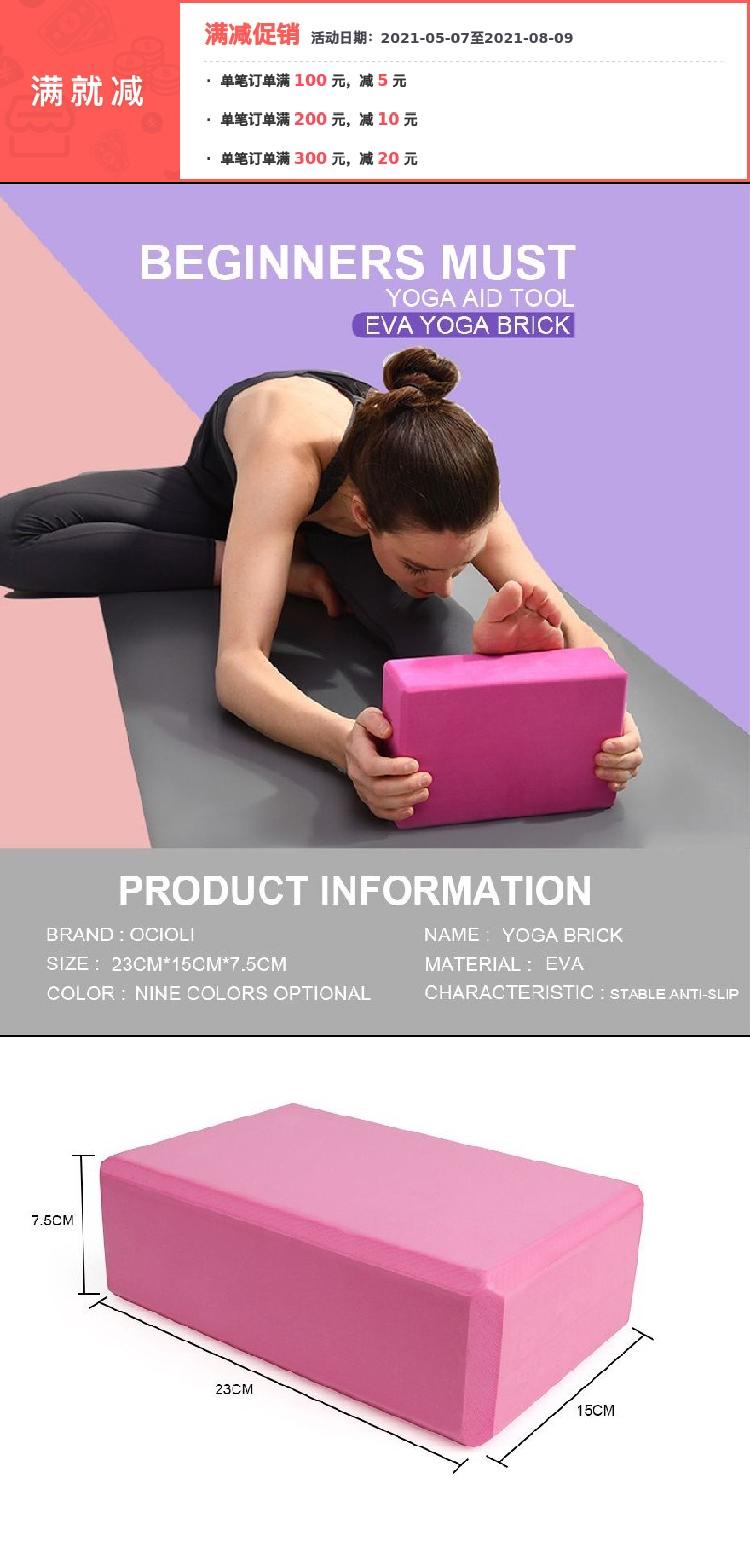 满就减
满减促销 活动日期：2021-05-07至2021-08-09
· 单笔订单满 100 元，减 5 元
· 单笔订单满 200 元，减 10 元
· 单笔订单满 300 元，减 20 元
BEGINNERS MUST
YOGA AID TOOL
EVA YOGA BRICK
PRODUCT INFORMATION
BRAND : OCIOLI
NAME : YOGA BRICK
SIZE : 23CM*15CM*7.5CM
MATERIAL : EVA
COLOR : NINE COLORS OPTIONAL
CHARACTERISTIC : STABLE ANTI-SLIP
7.5CM
23CM
15CM